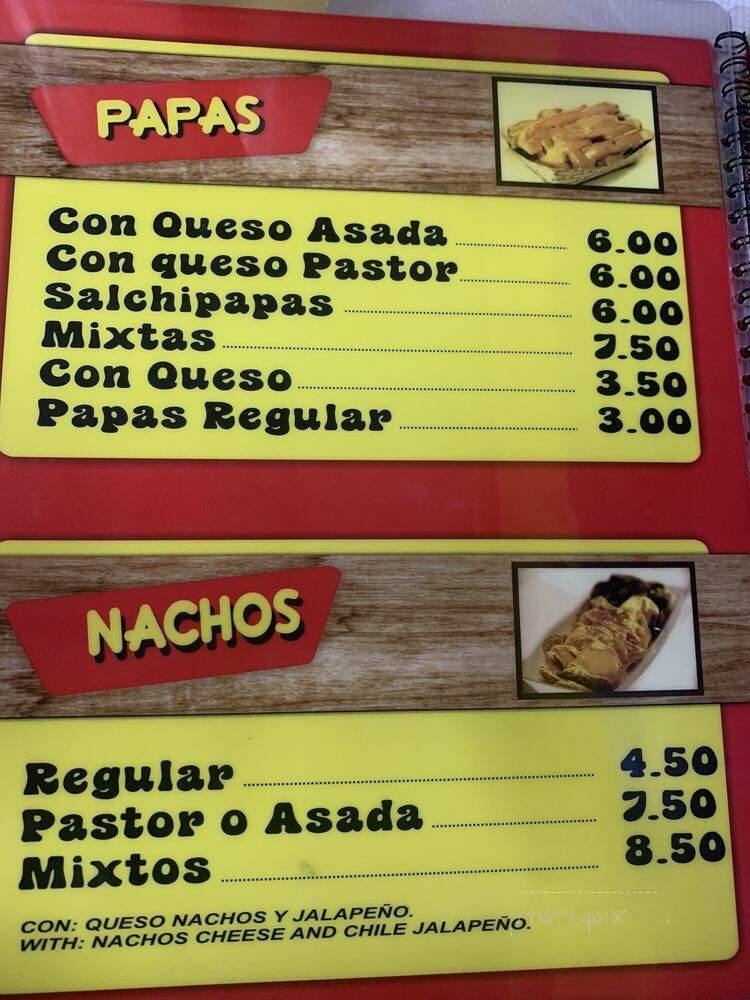 PAPAS
Con Queso Asada 6.00
Con queso Pastor 6.00
Salchipapas 6.00
Mixtas 7.50
Con Queso 3.50
Papas Regular 3.00
NACHOS
Regular 4.50
Pastor o Asada 7.50
Mixtos 8.50
CON: QUESO NACHOS Y JALAPEÑO.
WITH: NACHOS CHEESE AND CHILE JALAPEÑO.
menupix